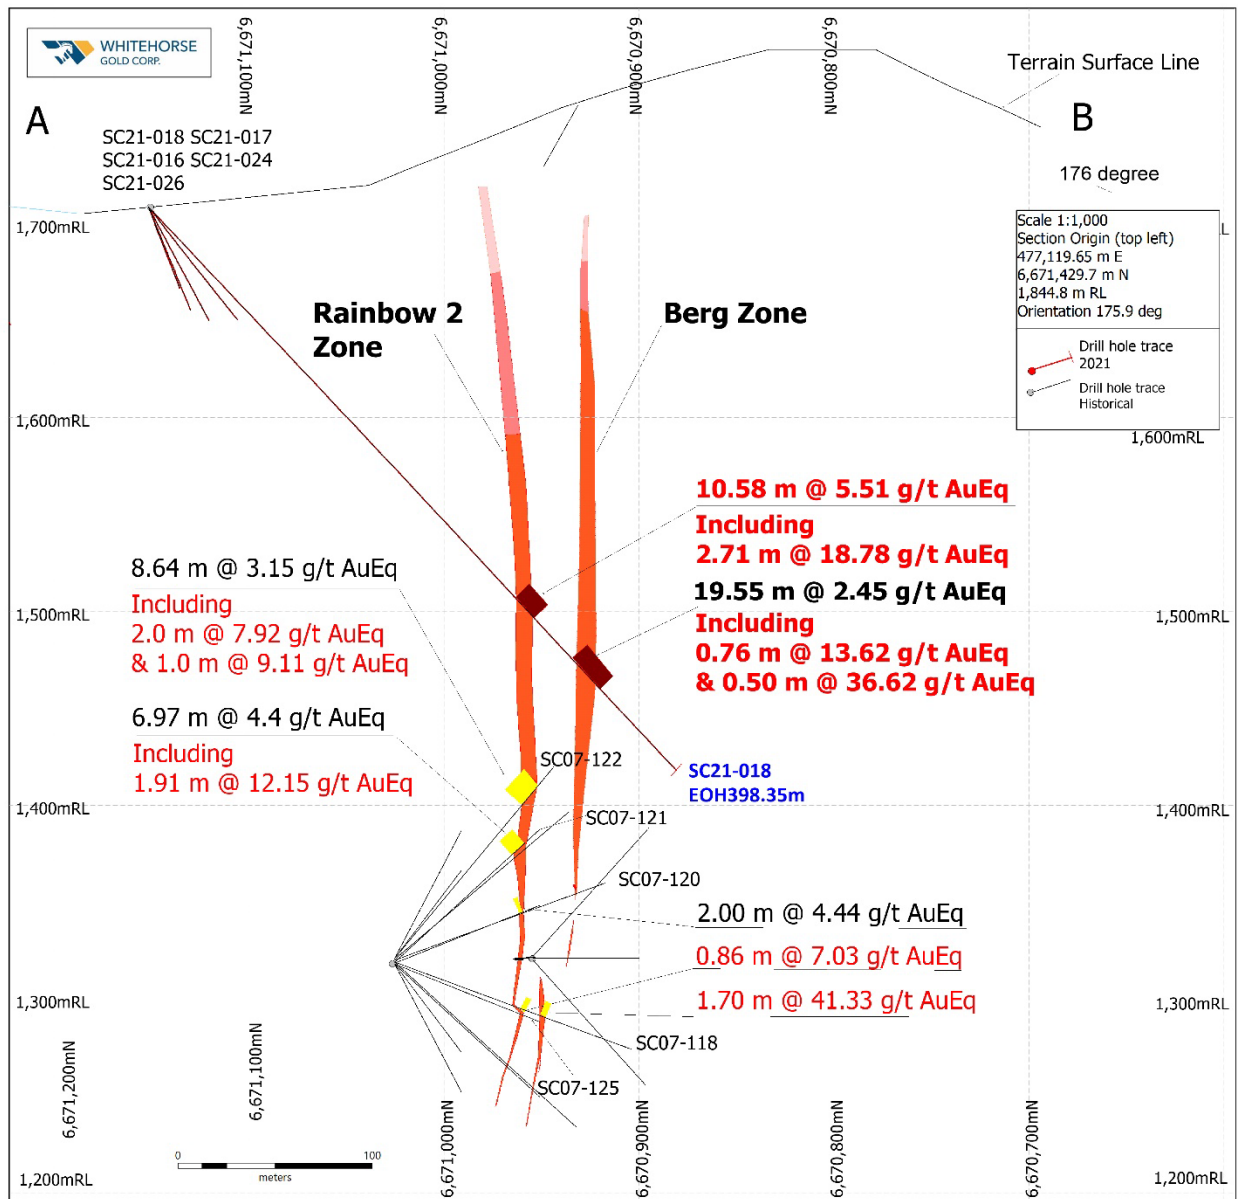 WHITEHORSE
GOLD CORP.
6,671,100mN
6,671,000mN
6,670,900mN
6,670,800mN
Terrain Surface Line
A
B
SC21-018 SC21-017
SC21-016 SC21-024
SC21-026
176 degree
1,700mRL
L
Scale 1:1,000
Section Origin (top left)
477,119.65 m E
6,671,429.7 m N
1,844.8 m RL
Orientation 175.9 deg
Drill hole trace
2021
Drill hole trace
Historical
Rainbow 2
Zone
Berg Zone
1,600mRL
1,600mRL
10.58 m @ 5.51 g/t AuEq
Including
2.71 m @ 18.78 g/t AuEq
19.55 m @ 2.45 g/t AuEq
Including
0.76 m @ 13.62 g/t AuEq
& 0.50 m @ 36.62 g/t AuEq
8.64 m @ 3.15 g/t AuEq
Including
2.0 m @ 7.92 g/t AuEq
& 1.0 m @ 9.11 g/t AuEq
1,500mRL
1,500mRL
6.97 m @ 4.4 g/t AuEq
Including
1.91 m @ 12.15 g/t AuEq
SC07-122
SC21-018
EOH398.35m
1,400mRL
1,400mRL
SC07-121
SC07-120
2.00 m @ 4.44 g/t AuEq
0.86 m @ 7.03 g/t AuEq
1.70 m @ 41.33 g/t AuEq
1,300mRL
1,300mRL
SC07-118
SC07-125
6,671,200mN
6,671,100mN
6,671,000mN
6,670,900mN
6,670,800mN
6,670,700mN
0
100
meters
1,200mRL
1,200mRL